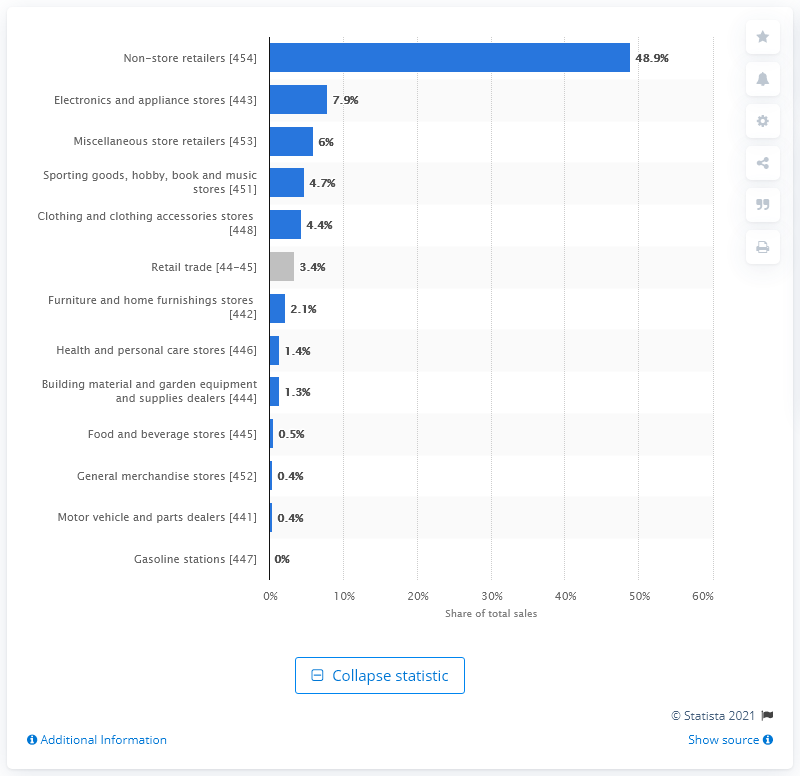 Non-store retailers [454]
48.9%
Electronics and appliance stores [443]
7.9%
Miscellaneous store retailers [453]
6%
Sporting goods, hobby, book and music
stores [451]
4.7%
Clothing and clothing accessories stores
[448]
4.4%
Retail trade [44-45]
3.4%
Furniture and home furnishings stores
[442]
2.1%
Health and personal care stores [446]
1.4%
Building material and garden equipment
and supplies dealers [444]
1.3%
Food and beverage stores [445]
0.5%
General merchandise stores [452]
0.4%
Motor vehicle and parts dealers [441]
0.4%
Gasoline stations [447]
0%
0% 10% 20% 30% 40% 50% 60%
Share of total sales
Collapse statistic
© Statista 2021
Additional Information
Show source